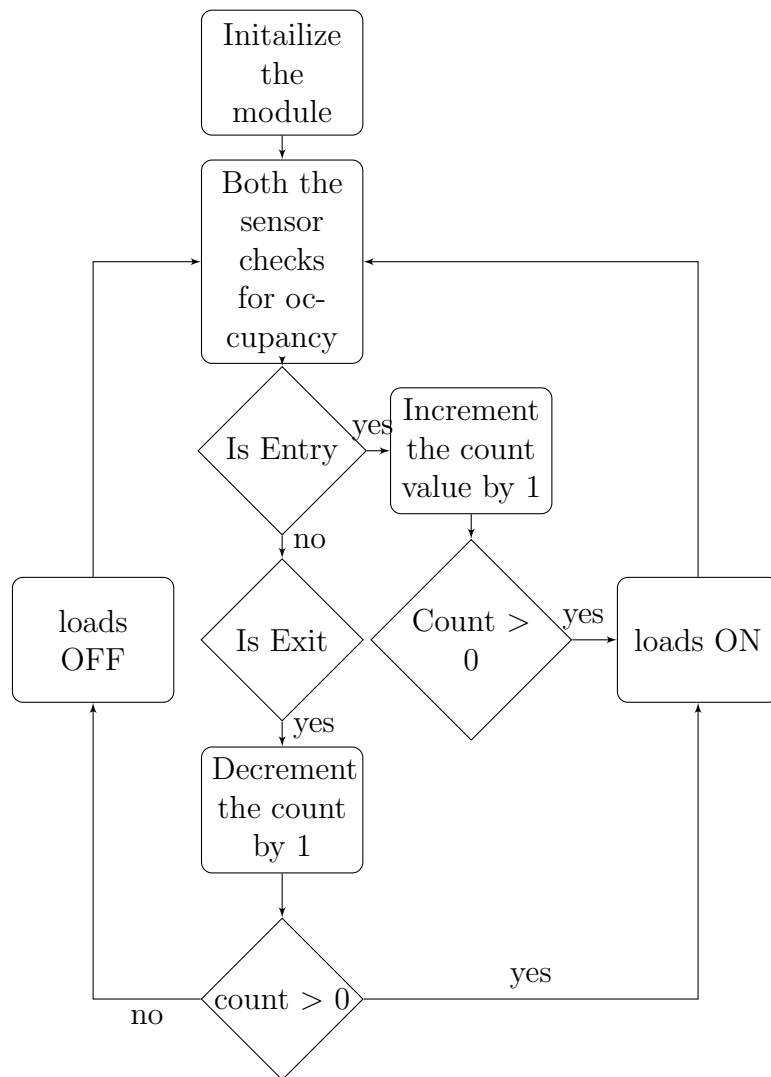 Initailize
the
module
Both the
sensor
checks
for oc-
cupancy
Is Entry
yes
Increment
the count
value by 1
no
Is Exit
Count >
0
yes
loads ON
loads
OFF
yes
Decrement
the count
by 1
count > 0
yes
no